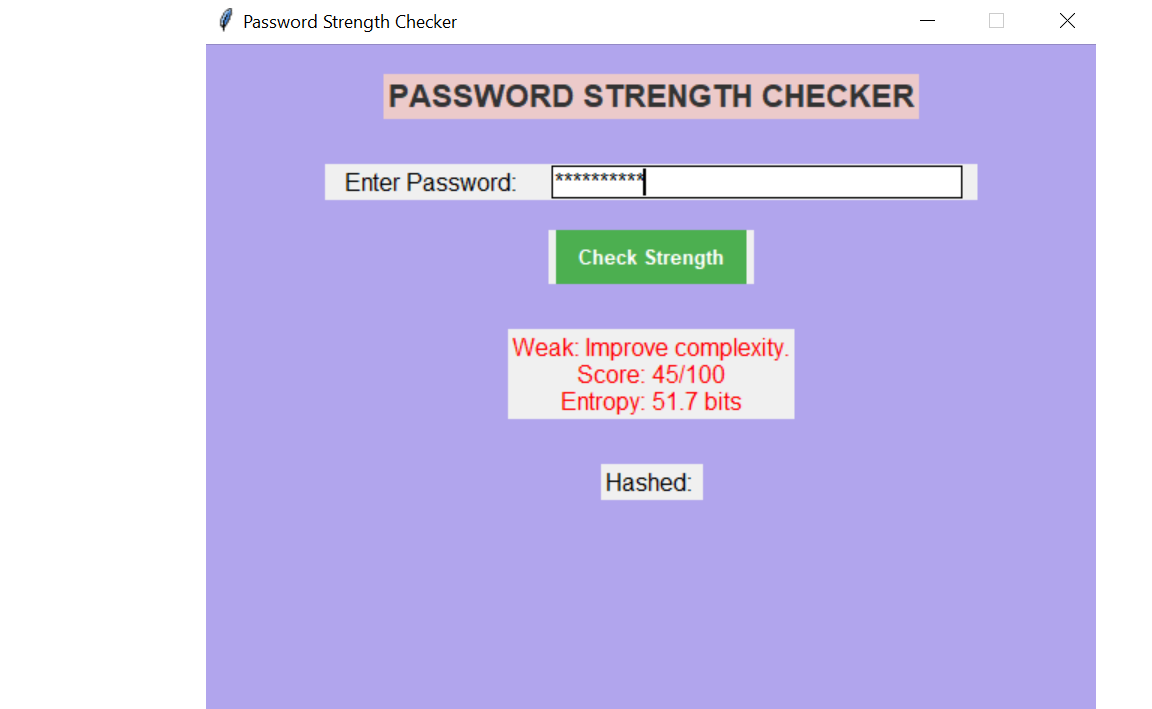 Password Strength Checker
PASSWORD STRENGTH CHECKER
Enter Password: **********
Check Strength
Weak: Improve complexity.
Score: 45/100
Entropy: 51.7 bits
Hashed: